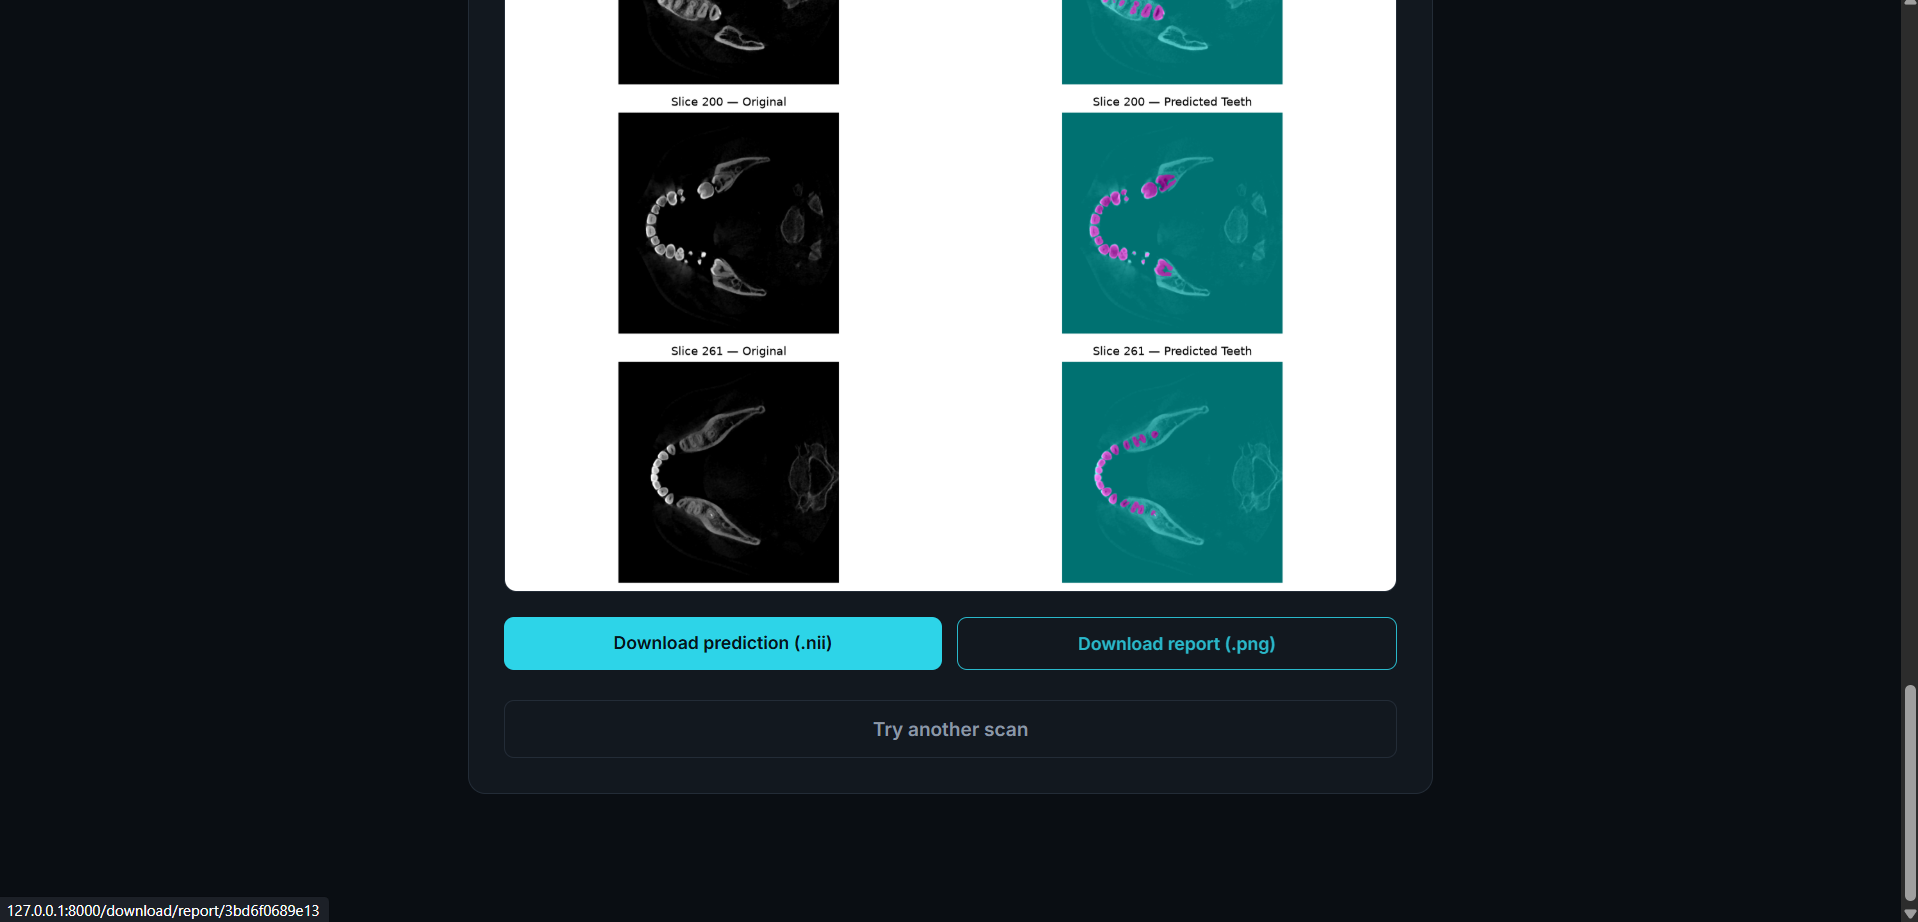 Slice 200 — Original
Slice 200 — Predicted Teeth
Slice 261 — Original
Slice 261 — Predicted Teeth
Download prediction (.nii)
Download report (.png)
Try another scan
127.0.0.1:8000/download/report/3bd6f0689e13